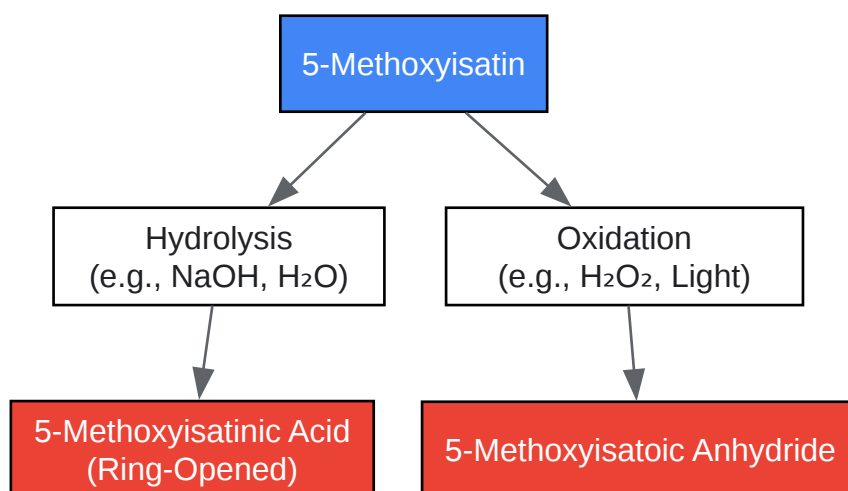 5-Methoxyisatin
Hydrolysis
(e.g., NaOH, H₂O)
Oxidation
(e.g., H₂O₂, Light)
5-Methoxyisatinic Acid
(Ring-Opened)
5-Methoxyisatoic Anhydride